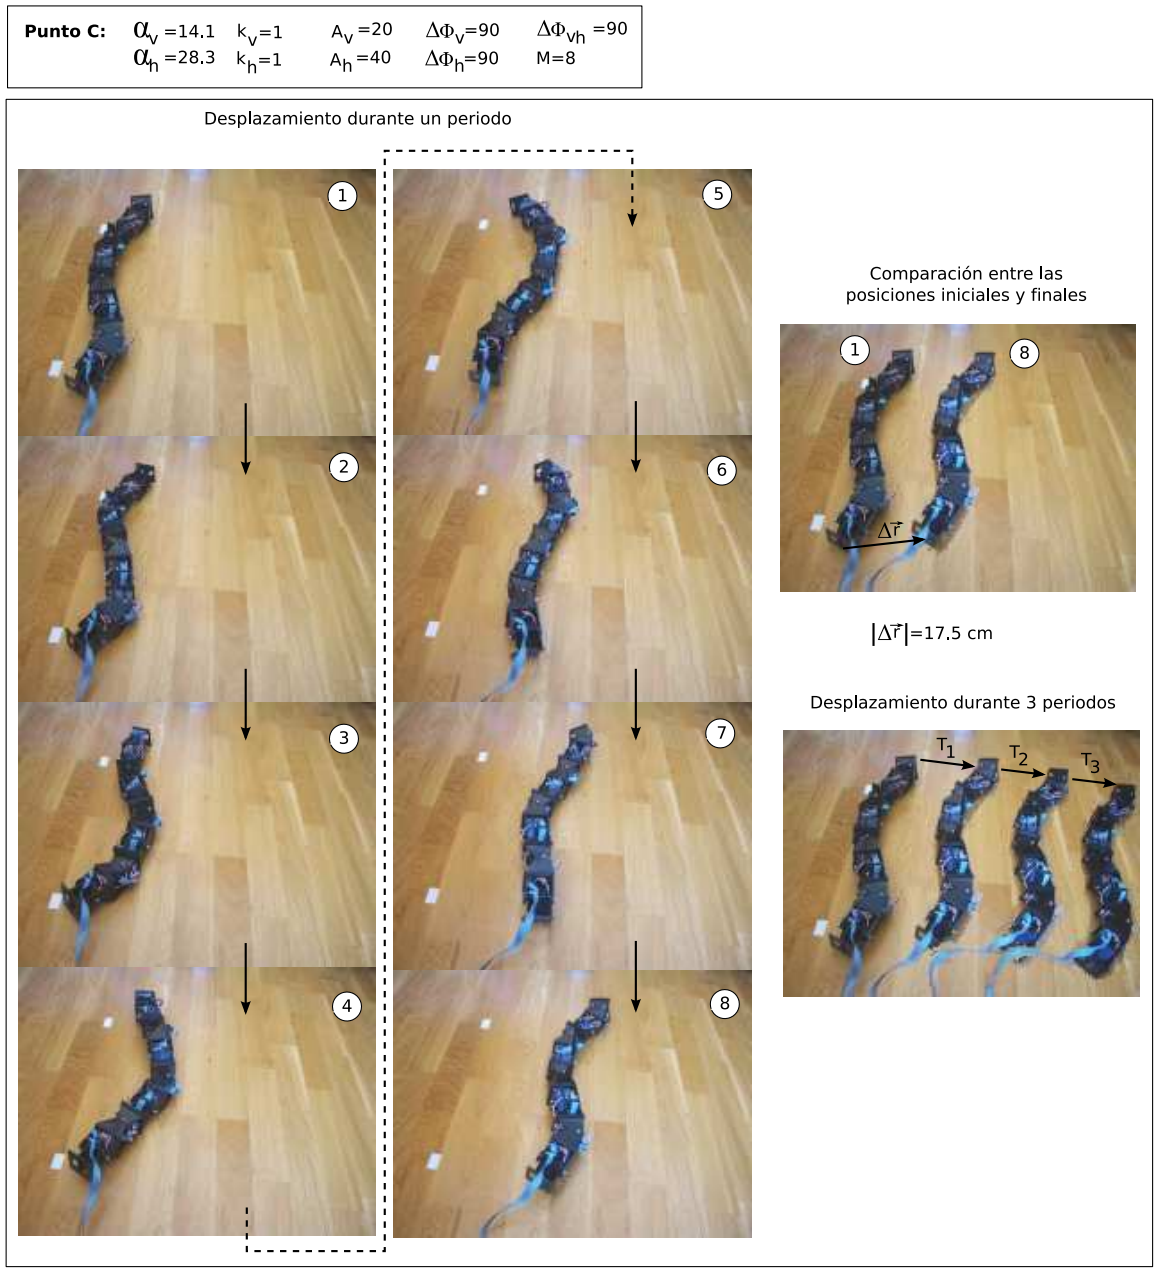 Punto C: αv=14.1 kv=1 Av=20 ΔΦv=90 ΔΦvh=90
αh=28.3 kh=1 Ah=40 ΔΦh=90 M=8
Desplazamiento durante un periodo
1
2
3
4
5
6
7
8
Comparación entre las
posiciones iniciales y finales
1
8
Δr⃗
|Δr⃗|=17.5 cm
Desplazamiento durante 3 periodos
T1
T2
T3